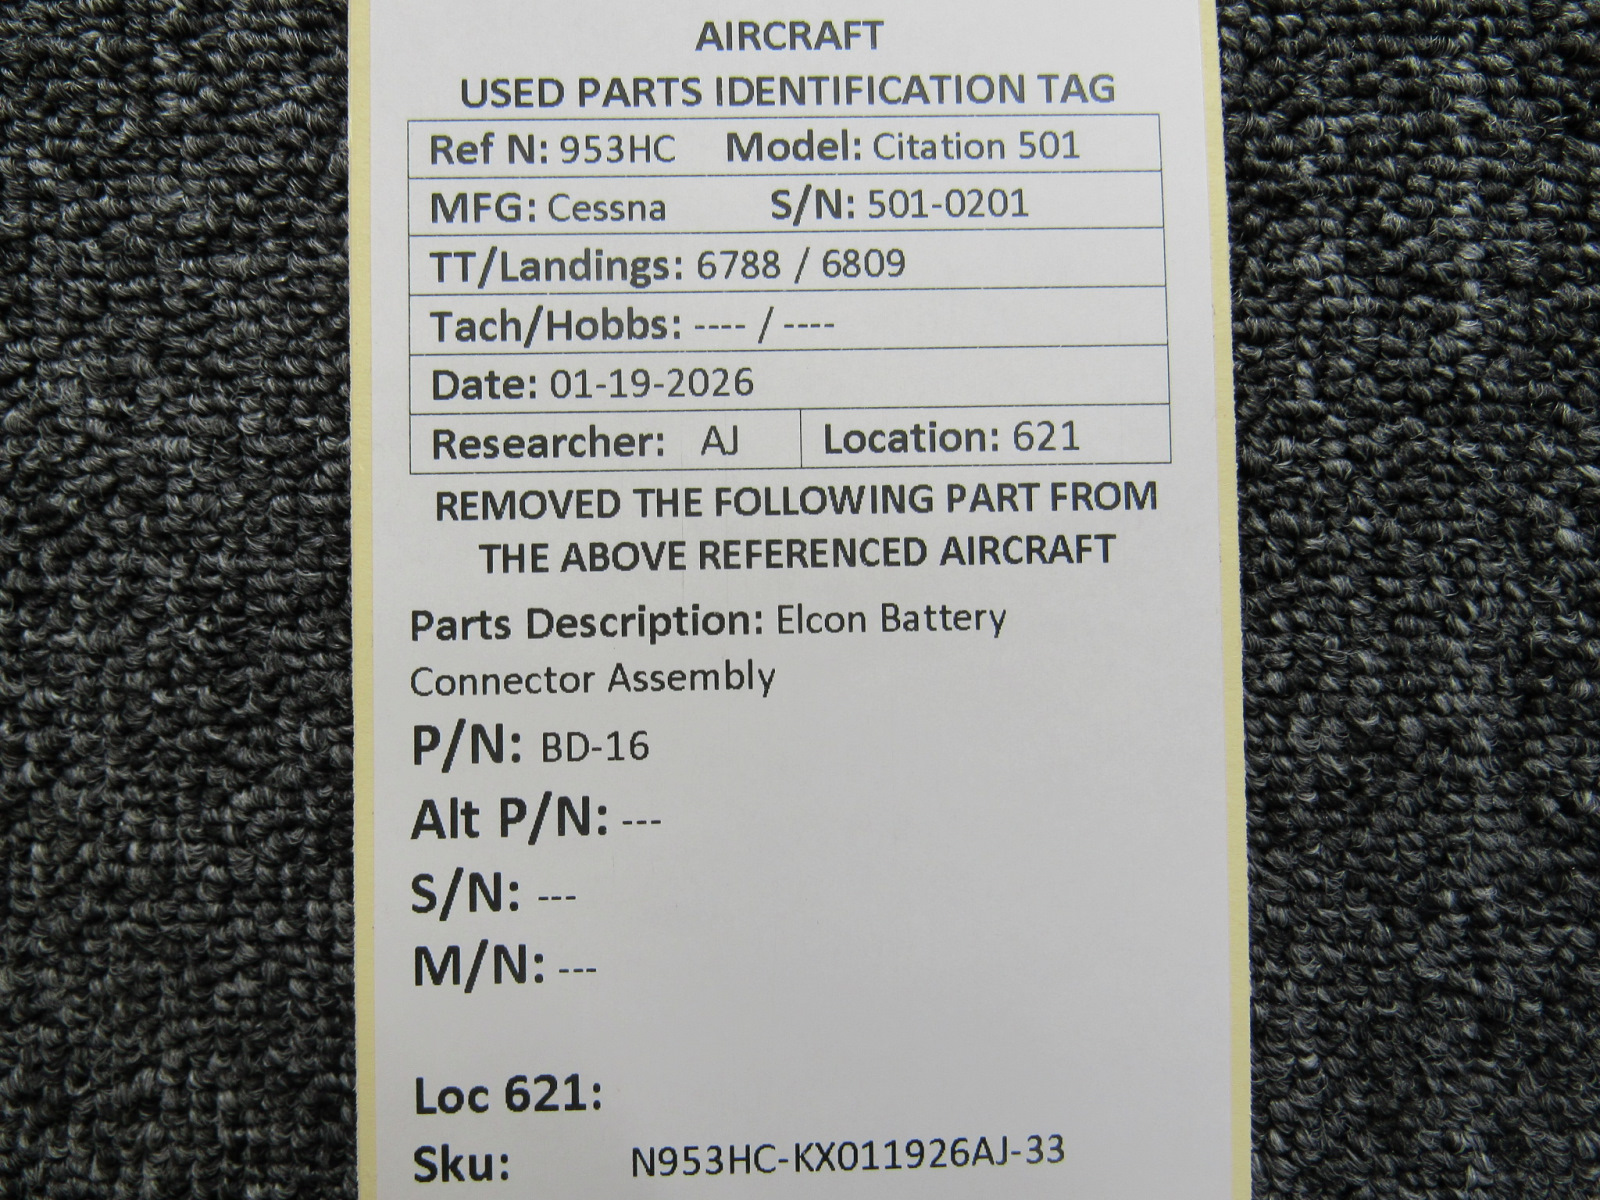 AIRCRAFT
USED PARTS IDENTIFICATION TAG
Ref N: 953HC Model: Citation 501
MFG: Cessna S/N: 501-0201
TT/Landings: 6788 / 6809
Tach/Hobbs: ---- / ----
Date: 01-19-2026
Researcher: AJ Location: 621
REMOVED THE FOLLOWING PART FROM
THE ABOVE REFERENCED AIRCRAFT
Parts Description: Elcon Battery
Connector Assembly
P/N: BD-16
Alt P/N: ---
S/N: ---
M/N: ---
Loc 621:
Sku: N953HC-KX011926AJ-33